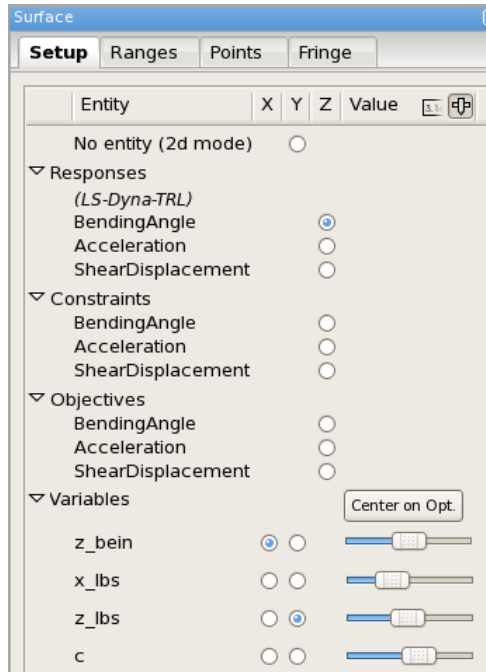 Surface
Setup Ranges Points Fringe
Entity X Y Z Value
No entity (2d mode)
Responses
(LS-Dyna-TRL)
BendingAngle
Acceleration
ShearDisplacement
Constraints
BendingAngle
Acceleration
ShearDisplacement
Objectives
BendingAngle
Acceleration
ShearDisplacement
Variables Center on Opt.
z_bein
x_lbs
z_lbs
c